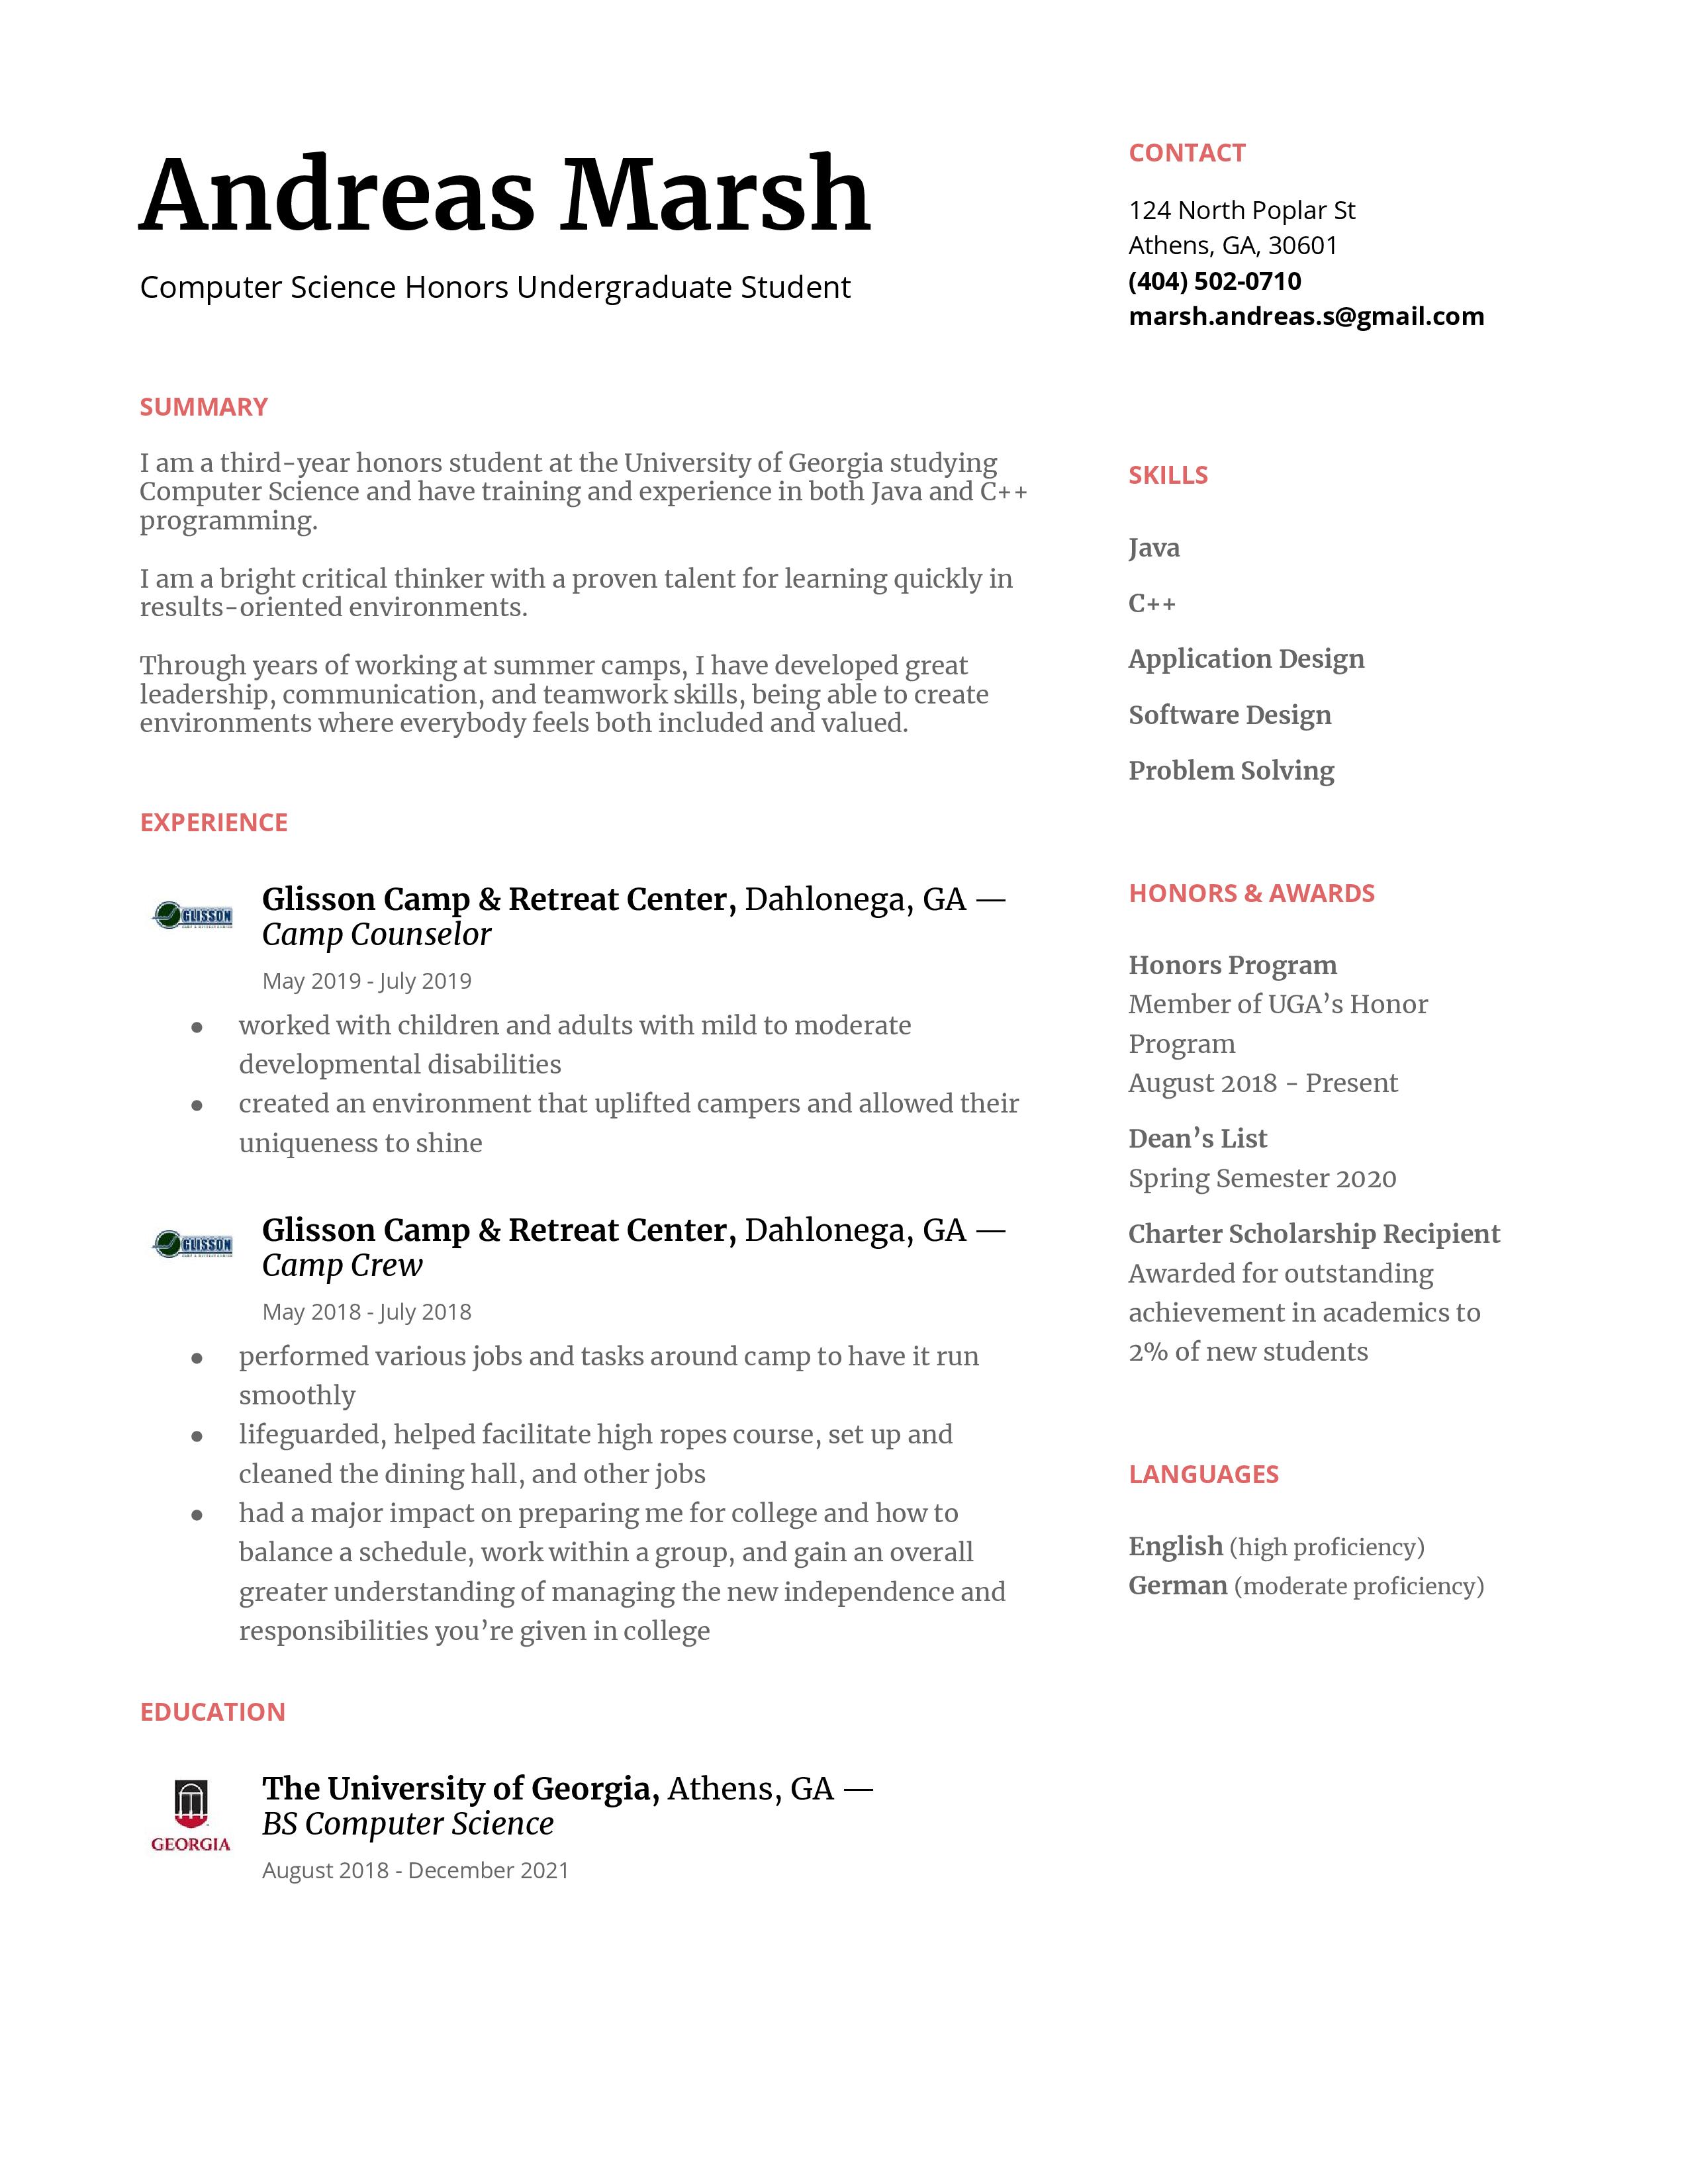 Andreas Marsh
Computer Science Honors Undergraduate Student
SUMMARY
I am a third-year honors student at the University of Georgia studying
Computer Science and have training and experience in both Java and C++
programming.
I am a bright critical thinker with a proven talent for learning quickly in
results-oriented environments.
Through years of working at summer camps, I have developed great
leadership, communication, and teamwork skills, being able to create
environments where everybody feels both included and valued.
EXPERIENCE
GLISSON
Glisson Camp & Retreat Center, Dahlonega, GA —
Camp Counselor
May 2019 - July 2019
● worked with children and adults with mild to moderate
developmental disabilities
● created an environment that uplifted campers and allowed their
uniqueness to shine
GLISSON
Glisson Camp & Retreat Center, Dahlonega, GA —
Camp Crew
May 2018 - July 2018
● performed various jobs and tasks around camp to have it run
smoothly
● lifeguarded, helped facilitate high ropes course, set up and
cleaned the dining hall, and other jobs
● had a major impact on preparing me for college and how to
balance a schedule, work within a group, and gain an overall
greater understanding of managing the new independence and
responsibilities you’re given in college
EDUCATION
GEORGIA
The University of Georgia, Athens, GA —
BS Computer Science
August 2018 - December 2021
CONTACT
124 North Poplar St
Athens, GA, 30601
(404) 502-0710
marsh.andreas.s@gmail.com
SKILLS
Java
C++
Application Design
Software Design
Problem Solving
HONORS & AWARDS
Honors Program
Member of UGA’s Honor
Program
August 2018 - Present
Dean’s List
Spring Semester 2020
Charter Scholarship Recipient
Awarded for outstanding
achievement in academics to
2% of new students
LANGUAGES
English (high proficiency)
German (moderate proficiency)